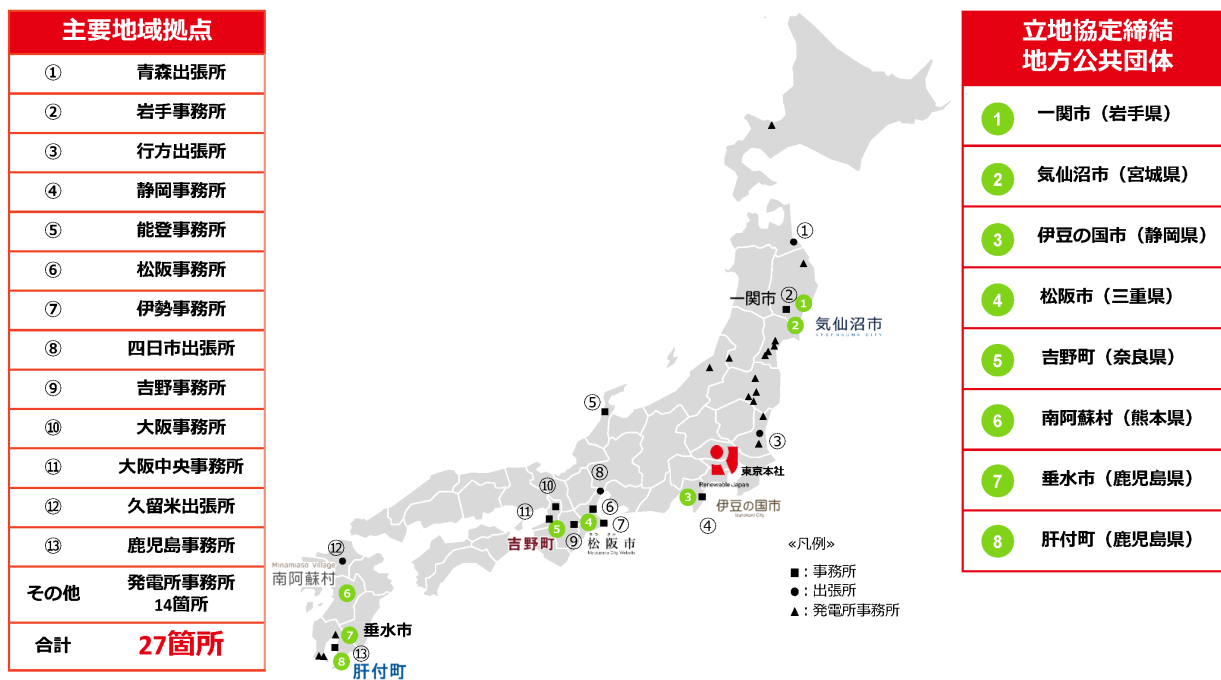 主要地域拠点
① 青森出張所
② 岩手事務所
③ 行方出張所
④ 静岡事務所
⑤ 能登事務所
⑥ 松阪事務所
⑦ 伊勢事務所
⑧ 四日市出張所
⑨ 吉野事務所
⑩ 大阪事務所
⑪ 大阪中央事務所
⑫ 久留米出張所
⑬ 鹿児島事務所
その他 発電所事務所
14箇所
合計 27箇所
①
一関市 ②
1
2
気仙沼市
⑤
③
東京本社
Renewable Japan
3
伊豆の国市
Izunokuni City
④
⑧
⑩
⑪
⑥
4
⑦
5
⑨
吉野町
松阪市
Matsusaka City Website
⑫
Minamiaso Village
南阿蘇村
6
7
垂水市
⑬
8
肝付町
≪凡例≫
■:事務所
●:出張所
▲:発電所事務所
立地協定締結
地方公共団体
1 一関市(岩手県)
2 気仙沼市(宮城県)
3 伊豆の国市(静岡県)
4 松阪市(三重県)
5 吉野町(奈良県)
6 南阿蘇村(熊本県)
7 垂水市(鹿児島県)
8 肝付町(鹿児島県)